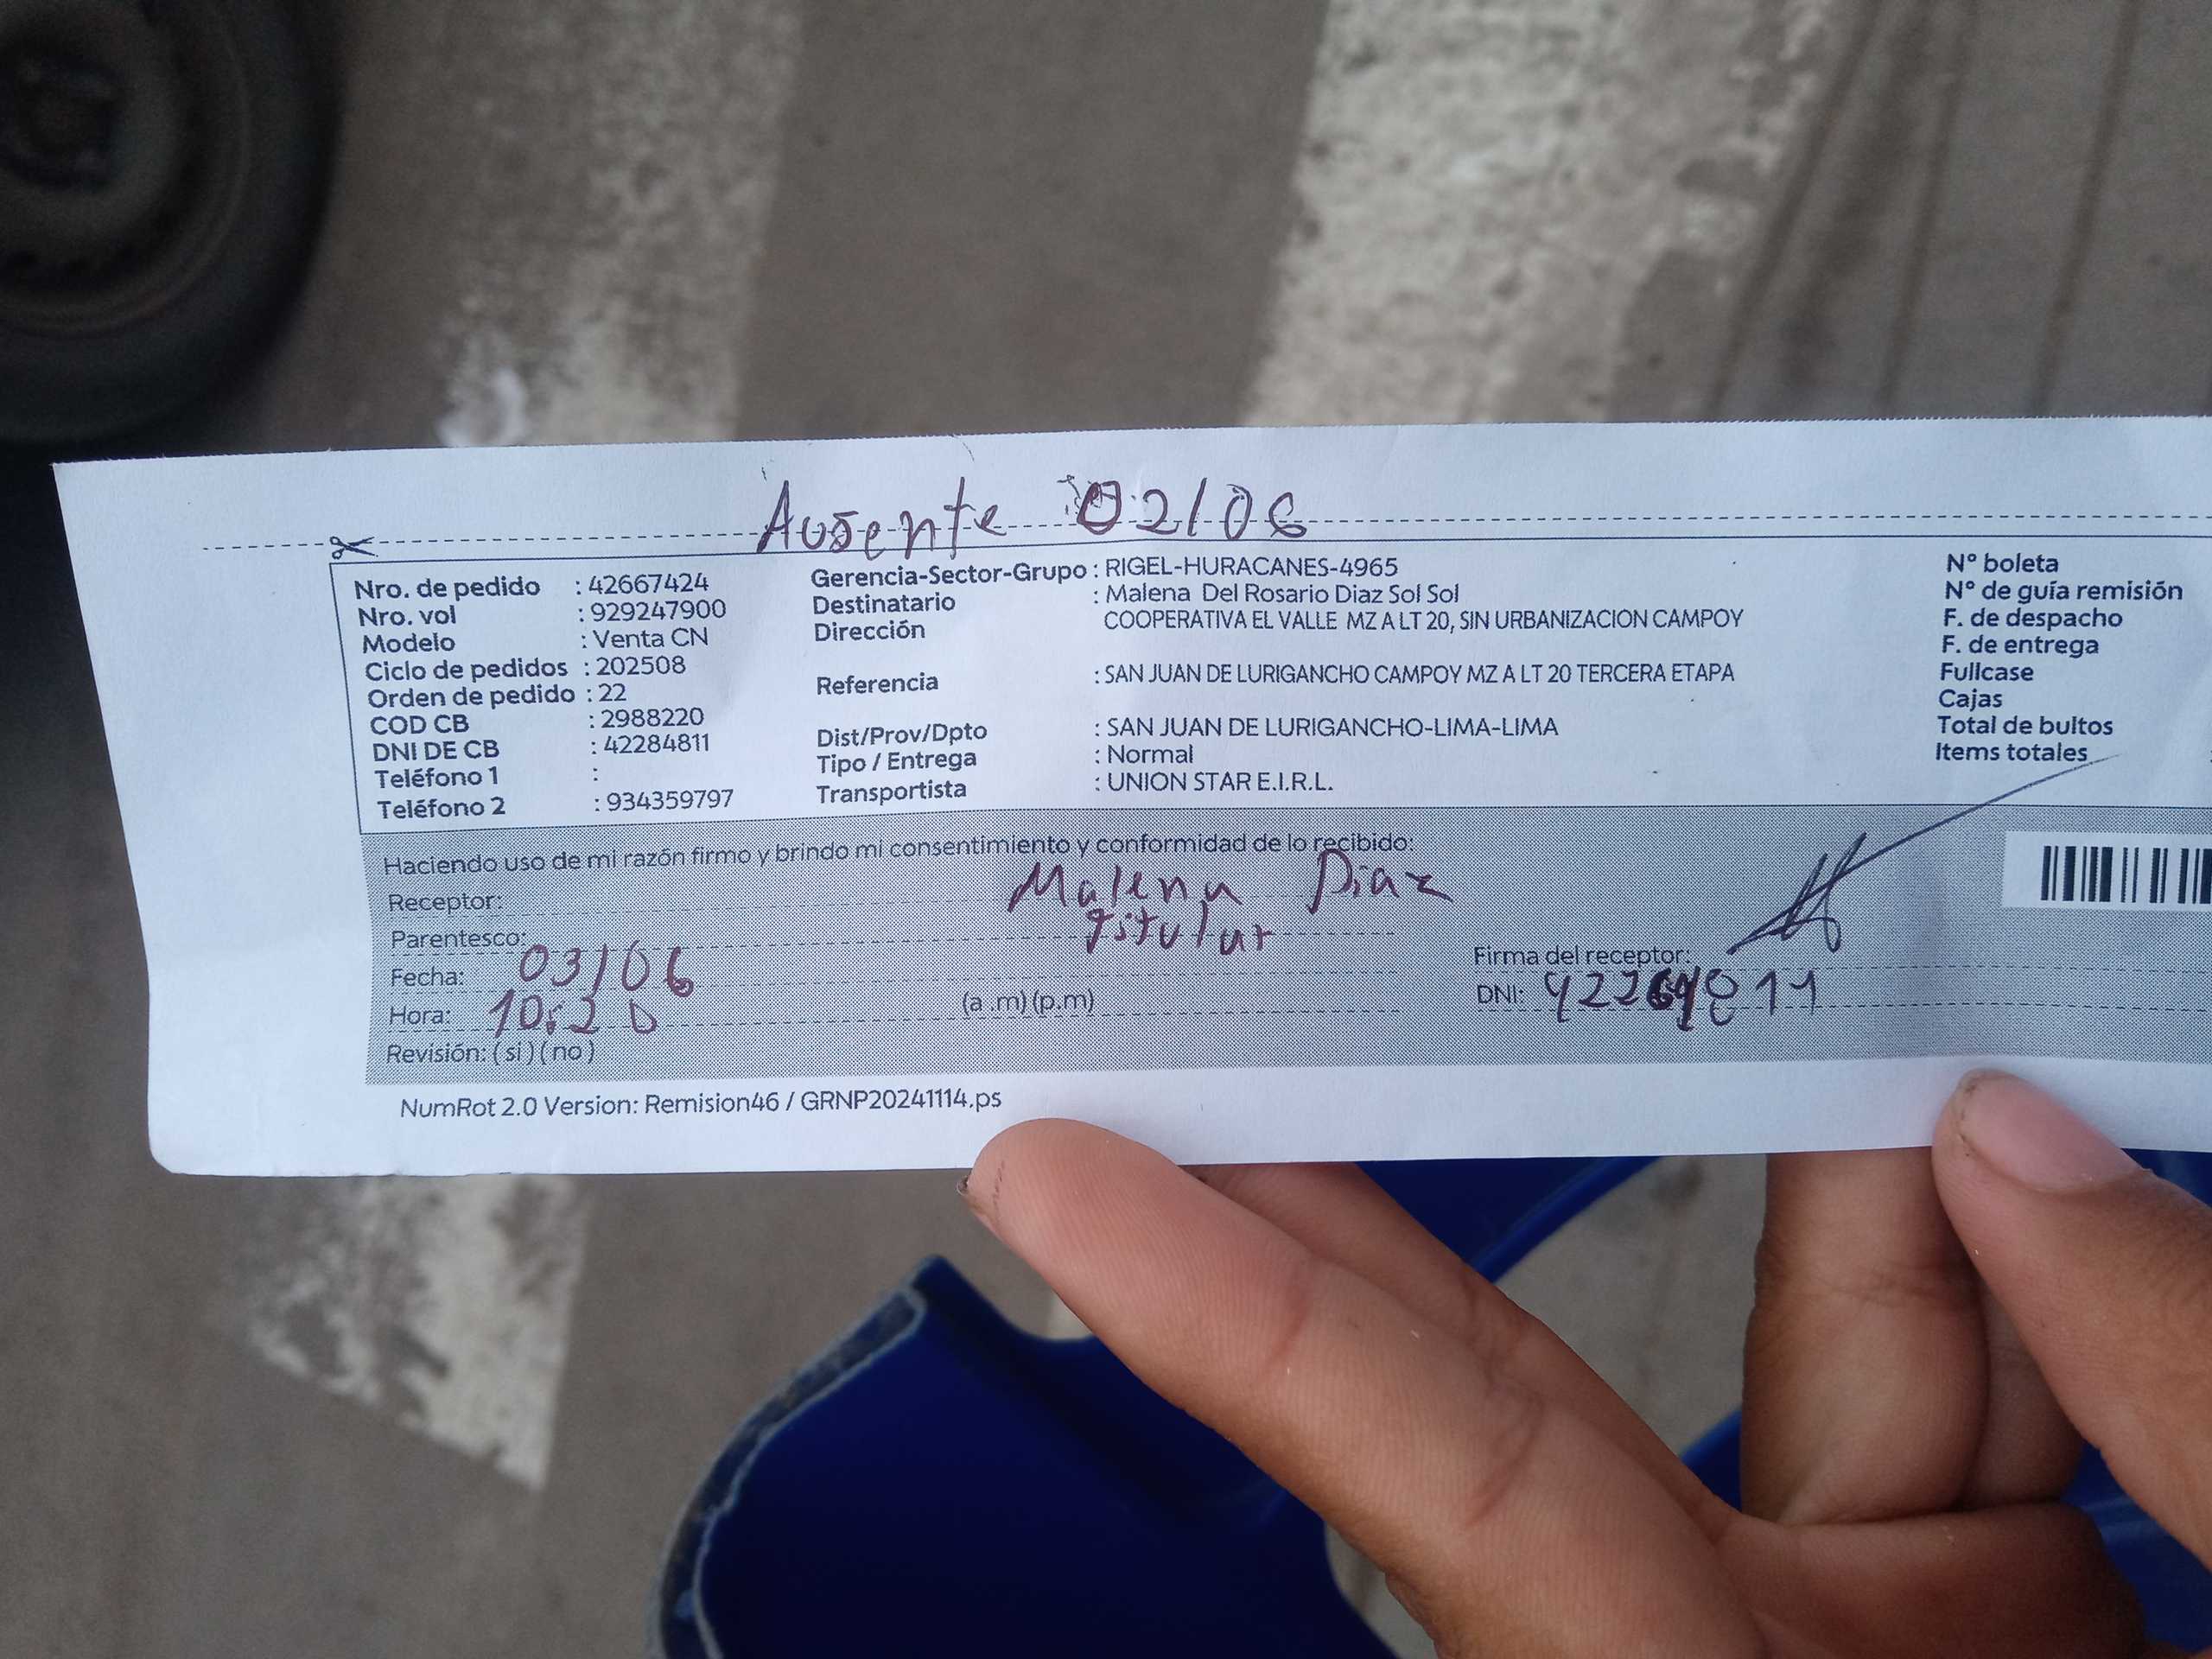 Ausente 02/06
Nro. de pedido : 42667424
Nro. vol : 929247900
Modelo : Venta CN
Ciclo de pedidos : 202508
Orden de pedido : 22
COD CB : 2988220
DNI DE CB : 42284811
Teléfono 1 :
Teléfono 2 : 934359797
Gerencia-Sector-Grupo : RIGEL-HURACANES-4965
Destinatario : Malena Del Rosario Diaz Sol Sol
Dirección COOPERATIVA EL VALLE MZ A LT 20, SIN URBANIZACION CAMPOY
Referencia : SAN JUAN DE LURIGANCHO CAMPOY MZ A LT 20 TERCERA ETAPA
Dist/Prov/Dpto : SAN JUAN DE LURIGANCHO-LIMA-LIMA
Tipo / Entrega : Normal
Transportista : UNION STAR E.I.R.L.
Nº boleta
Nº de guía remisión
F. de despacho
F. de entrega
Fullcase
Cajas
Total de bultos
Items totales
Haciendo uso de mi razón firmo y brindo mi consentimiento y conformidad de lo recibido:
Receptor: Malena Diaz
Parentesco: titular
Fecha: 03/06
Hora: 10:20 (a .m) (p.m)
Revisión: ( si ) ( no )
Firma del receptor:
DNI:
NumRot 2.0 Version: Remision46 / GRNP20241114.ps